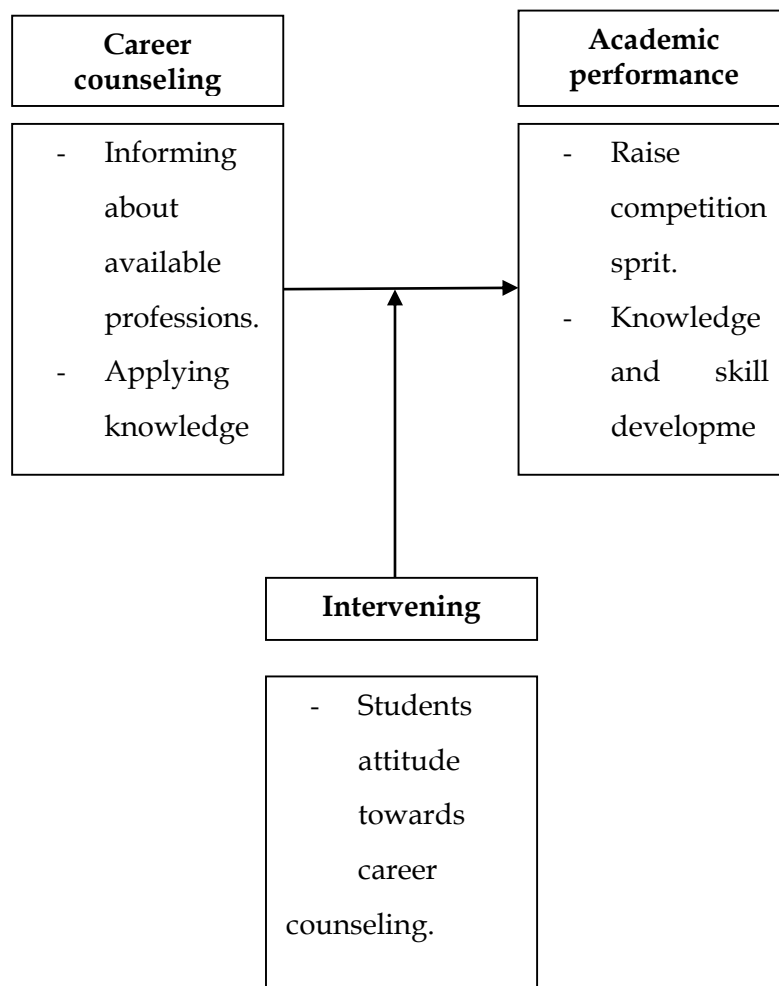 Career
counseling
- Informing
about
available
professions.
- Applying
knowledge
Academic
performance
- Raise
competition
sprit.
- Knowledge
and skill
developme
Intervening
- Students
attitude
towards
career
counseling.